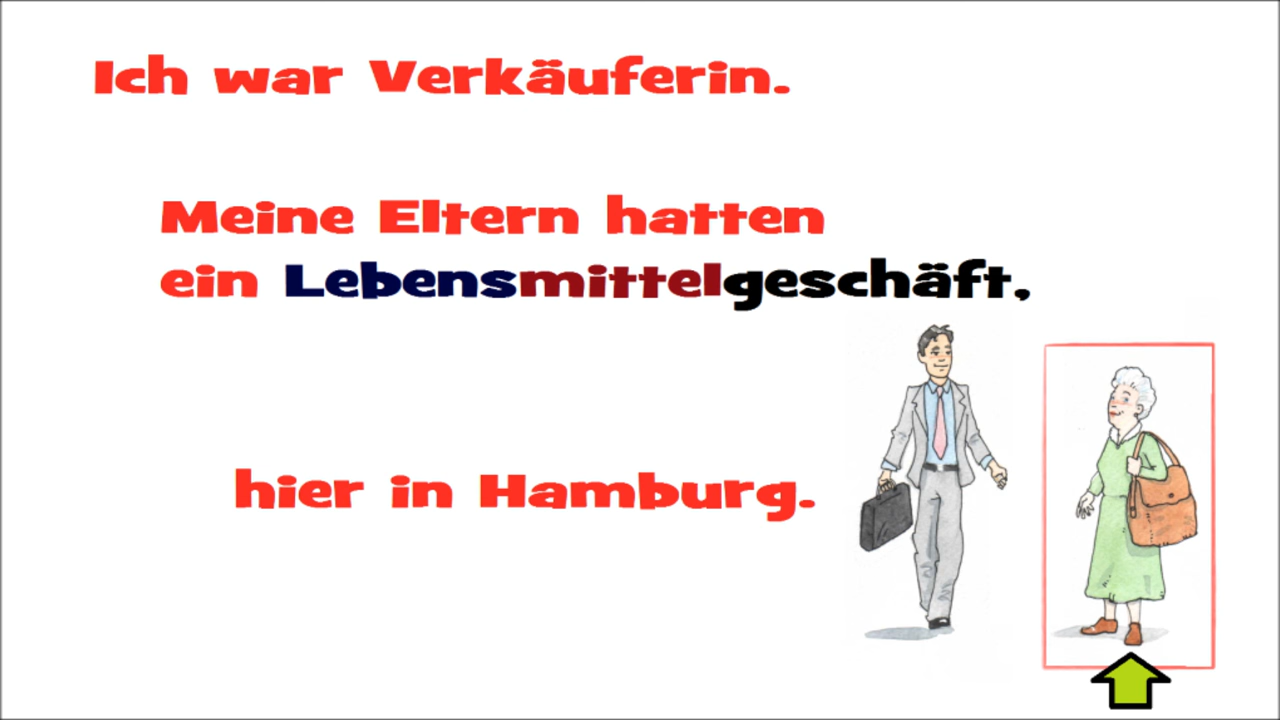 Ich war Verkäuferin.
Meine Eltern hatten
ein Lebensmittelgeschäft,
hier in Hamburg.